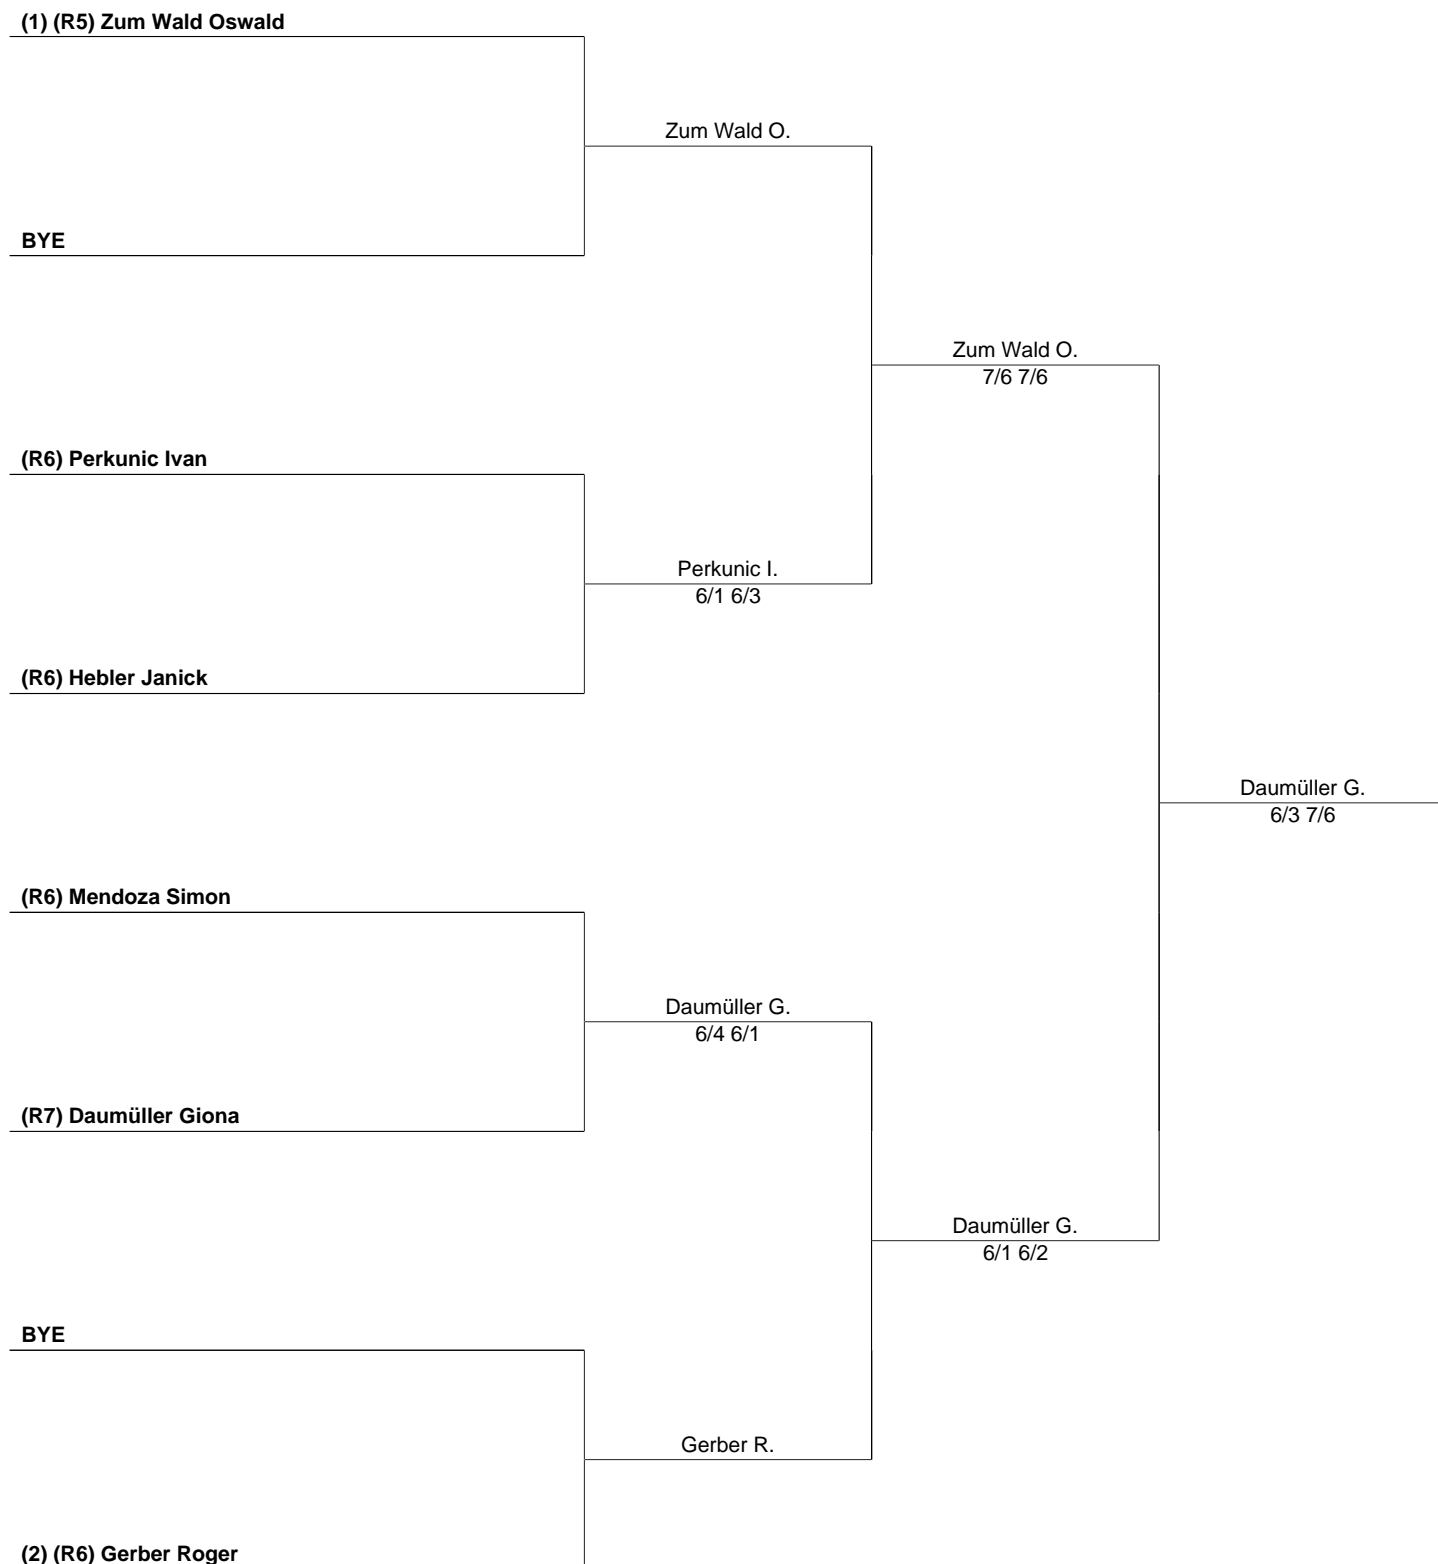 (1) (R5) Zum Wald Oswald
Zum Wald O.
BYE
Zum Wald O.
7/6 7/6
(R6) Perkunic Ivan
Perkunic I.
6/1 6/3
(R6) Hebler Janick
Daumüller G.
6/3 7/6
(R6) Mendoza Simon
Daumüller G.
6/4 6/1
(R7) Daumüller Giona
Daumüller G.
6/1 6/2
BYE
Gerber R.
(2) (R6) Gerber Roger